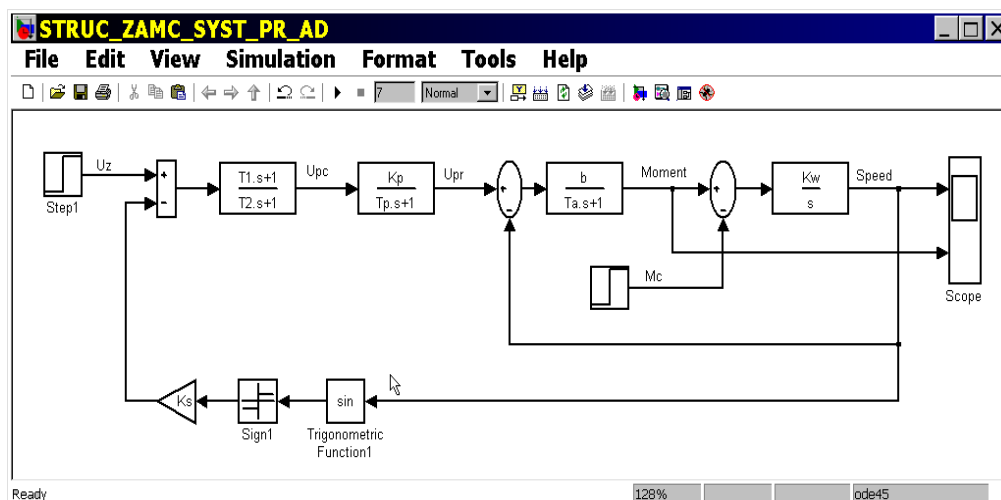 STRUC_ZAMC_SYST_PR_AD
File Edit View Simulation Format Tools Help
7 Normal
Uz
Step1
+
-
T1.s+1
T2.s+1
Upc
Kp
Tp.s+1
Upr
+
-
b
Ta.s+1
Moment
+
-
Kw
s
Speed
Scope
Mc
Ks
Sign1
sin
Trigonometric
Function1
Ready 128% ode45